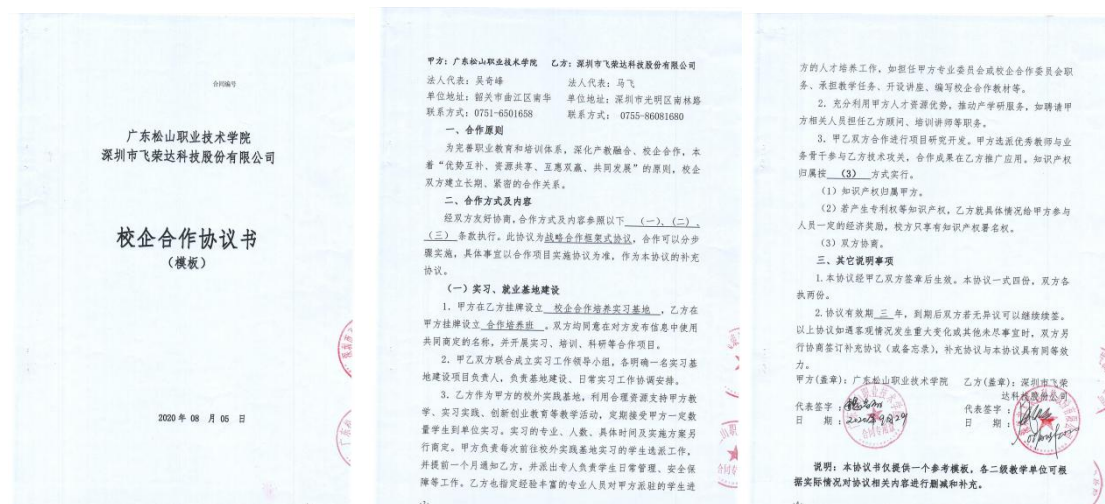 合同编号
广东松山职业技术学院
深圳市飞荣达科技股份有限公司
校企合作协议书
(模板)
2020 年 08 月 05 日
甲方：广东松山职业技术学院 乙方：深圳市飞荣达科技股份有限公司
法人代表：吴奇峰 法人代表：马飞
单位地址：韶关市曲江区南华 单位地址：深圳市光明区南林路
联系方式：0751-6501658 联系方式： 0755-86081680
一、合作原则
为完善职业教育和培训体系，深化产教融合、校企合作，本
着“优势互补、资源共享、互惠双赢、共同发展”的原则，校企
双方建立长期、紧密的合作关系。
二、合作方式及内容
经双方友好协商，合作方式及内容参照以下 （一）、（二）、
（三） 条款执行。此协议为战略合作框架式协议，合作可以分步
骤实施，具体事宜以合作项目实施协议为准，作为本协议的补充
协议。
（一）实习、就业基地建设
1. 甲方在乙方挂牌设立 校企合作培养实习基地 ，乙方在
甲方挂牌设立 合作培养班 。双方均同意在对方发布信息中使用
共同商定的名称，并开展实习、培训、科研等合作项目。
2. 甲乙双方联合成立实习工作领导小组，各明确一名实习基
地建设项目负责人，负责基地建设、日常实习工作协调安排。
3. 乙方作为甲方的校外实践基地，利用合理资源支持甲方教
学、实习实践、创新创业教育等教学活动，定期接受甲方一定数
量学生到单位实习。实习的专业、人数、具体时间及实施方案另
行商定。甲方负责每次前往校外实践基地实习的学生选派工作，
并提前一个月通知乙方，并派出专人负责学生日常管理、安全保
障等工作。乙方也指定经验丰富的专业人员对甲方派驻的学生进
方的人才培养工作，如担任甲方专业委员会或校企合作委员会职
务、承担教学任务、开设讲座、编写校企合作教材等。
2. 充分利用甲方人才资源优势，推动产学研服务，如聘请甲
方相关人员担任乙方顾问、培训讲师等职务。
3. 甲乙双方合作进行项目研究开发。甲方选派优秀教师与业
务骨干参与乙方技术攻关，合作成果在乙方推广应用。知识产权
归属按 （3） 方式实行。
（1）知识产权归属甲方。
（2）若产生专利权等知识产权，乙方就具体情况给甲方参与
人员一定的经济奖励，校方只享有知识产权署名权。
（3）双方协商。
三、其它说明事项
1. 本协议经甲乙双方签章后生效。本协议一式四份，双方各
执两份。
2. 协议有效期 三 年，到期后双方若无异议可以继续续签。
以上协议如遇客观情况发生重大变化或其他未尽事宜时，双方另
行协商签订补充协议（或备忘录），补充协议与本协议具有同等效
力。
甲方（盖章）：广东松山职业技术学院 乙方（盖章）：深圳市飞荣
达科技股份公司
代表签字： 代表签字：
日 期： 日 期：
说明：本协议书仅提供一个参考模板，各二级教学单位可根
据实际情况对协议相关内容进行删减和补充。